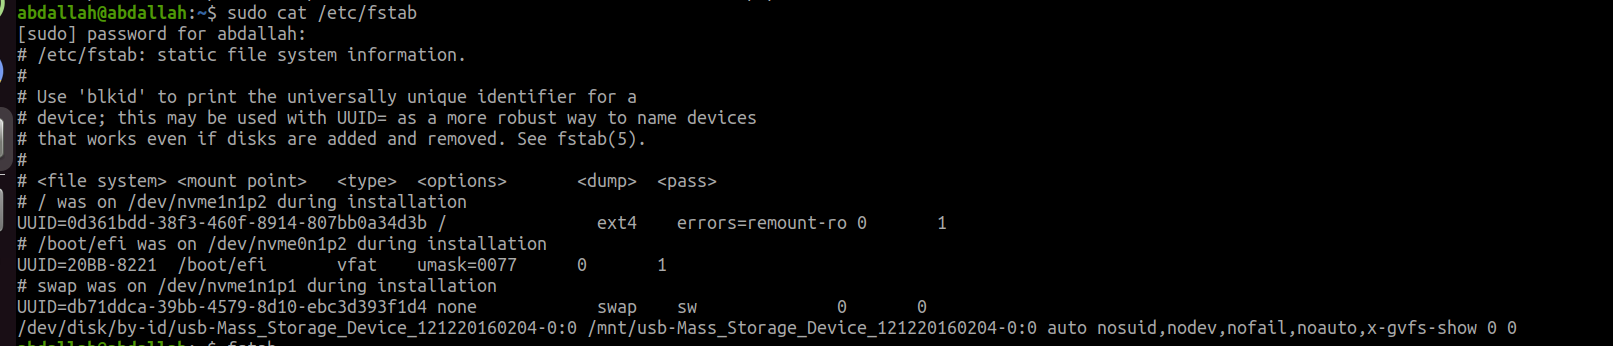 abdallah@abdallah:~$ sudo cat /etc/fstab
[sudo] password for abdallah:
# /etc/fstab: static file system information.
#
# Use 'blkid' to print the universally unique identifier for a
# device; this may be used with UUID= as a more robust way to name devices
# that works even if disks are added and removed. See fstab(5).
#
# <file system> <mount point>   <type>  <options>       <dump>  <pass>
# / was on /dev/nvme1n1p2 during installation
UUID=0d361bdd-38f3-460f-8914-807bb0a34d3b /               ext4    errors=remount-ro 0       1
# /boot/efi was on /dev/nvme0n1p2 during installation
UUID=20BB-8221  /boot/efi       vfat    umask=0077      0       1
# swap was on /dev/nvme1n1p1 during installation
UUID=db71ddca-39bb-4579-8d10-ebc3d393f1d4 none            swap    sw              0       0
/dev/disk/by-id/usb-Mass_Storage_Device_121220160204-0:0 /mnt/usb-Mass_Storage_Device_121220160204-0:0 auto nosuid,nodev,nofail,noauto,x-gvfs-show 0 0
abdallah@abdallah:~$ fstab